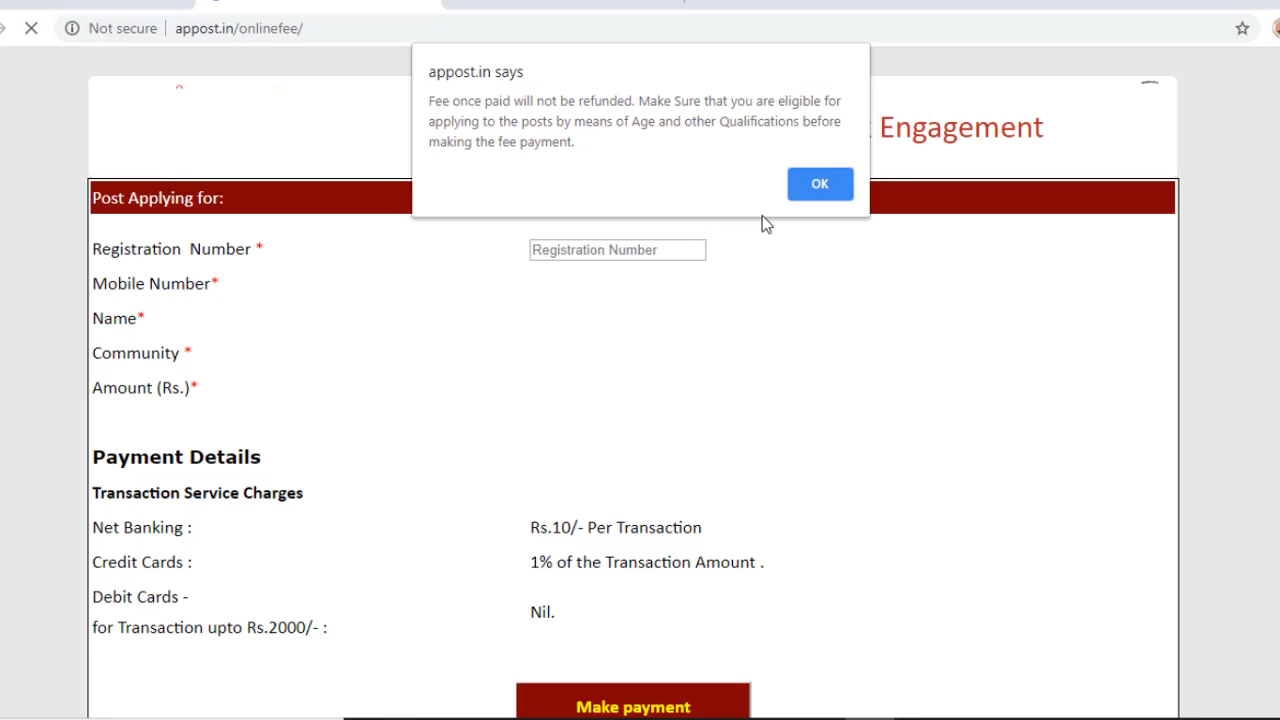 Not secure appost.in/onlinefee/
appost.in says
Fee once paid will not be refunded. Make Sure that you are eligible for
applying to the posts by means of Age and other Qualifications before
making the fee payment.
OK
Engagement
Post Applying for:
Registration Number * Registration Number
Mobile Number*
Name*
Community *
Amount (Rs.)*
Payment Details
Transaction Service Charges
Net Banking : Rs.10/- Per Transaction
Credit Cards : 1% of the Transaction Amount .
Debit Cards -
for Transaction upto Rs.2000/- : Nil.
Make payment